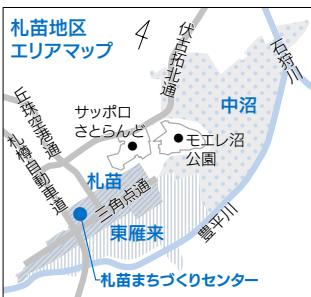 札苗地区
エリアマップ
伏古拓北通
石狩川
中沼
丘珠空港通
サッポロ
さとらんど
モエレ沼
公園
札樽自動車道
札苗
三角点通
東雁来
豊平川
札苗まちづくりセンター